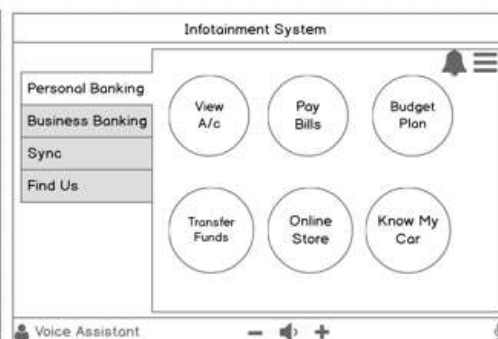 Infotainment System
Personal Banking
Business Banking
Sync
Find Us
View
A/c
Pay
Bills
Budget
Plan
Transfer
Funds
Online
Store
Know My
Car
Voice Assistant